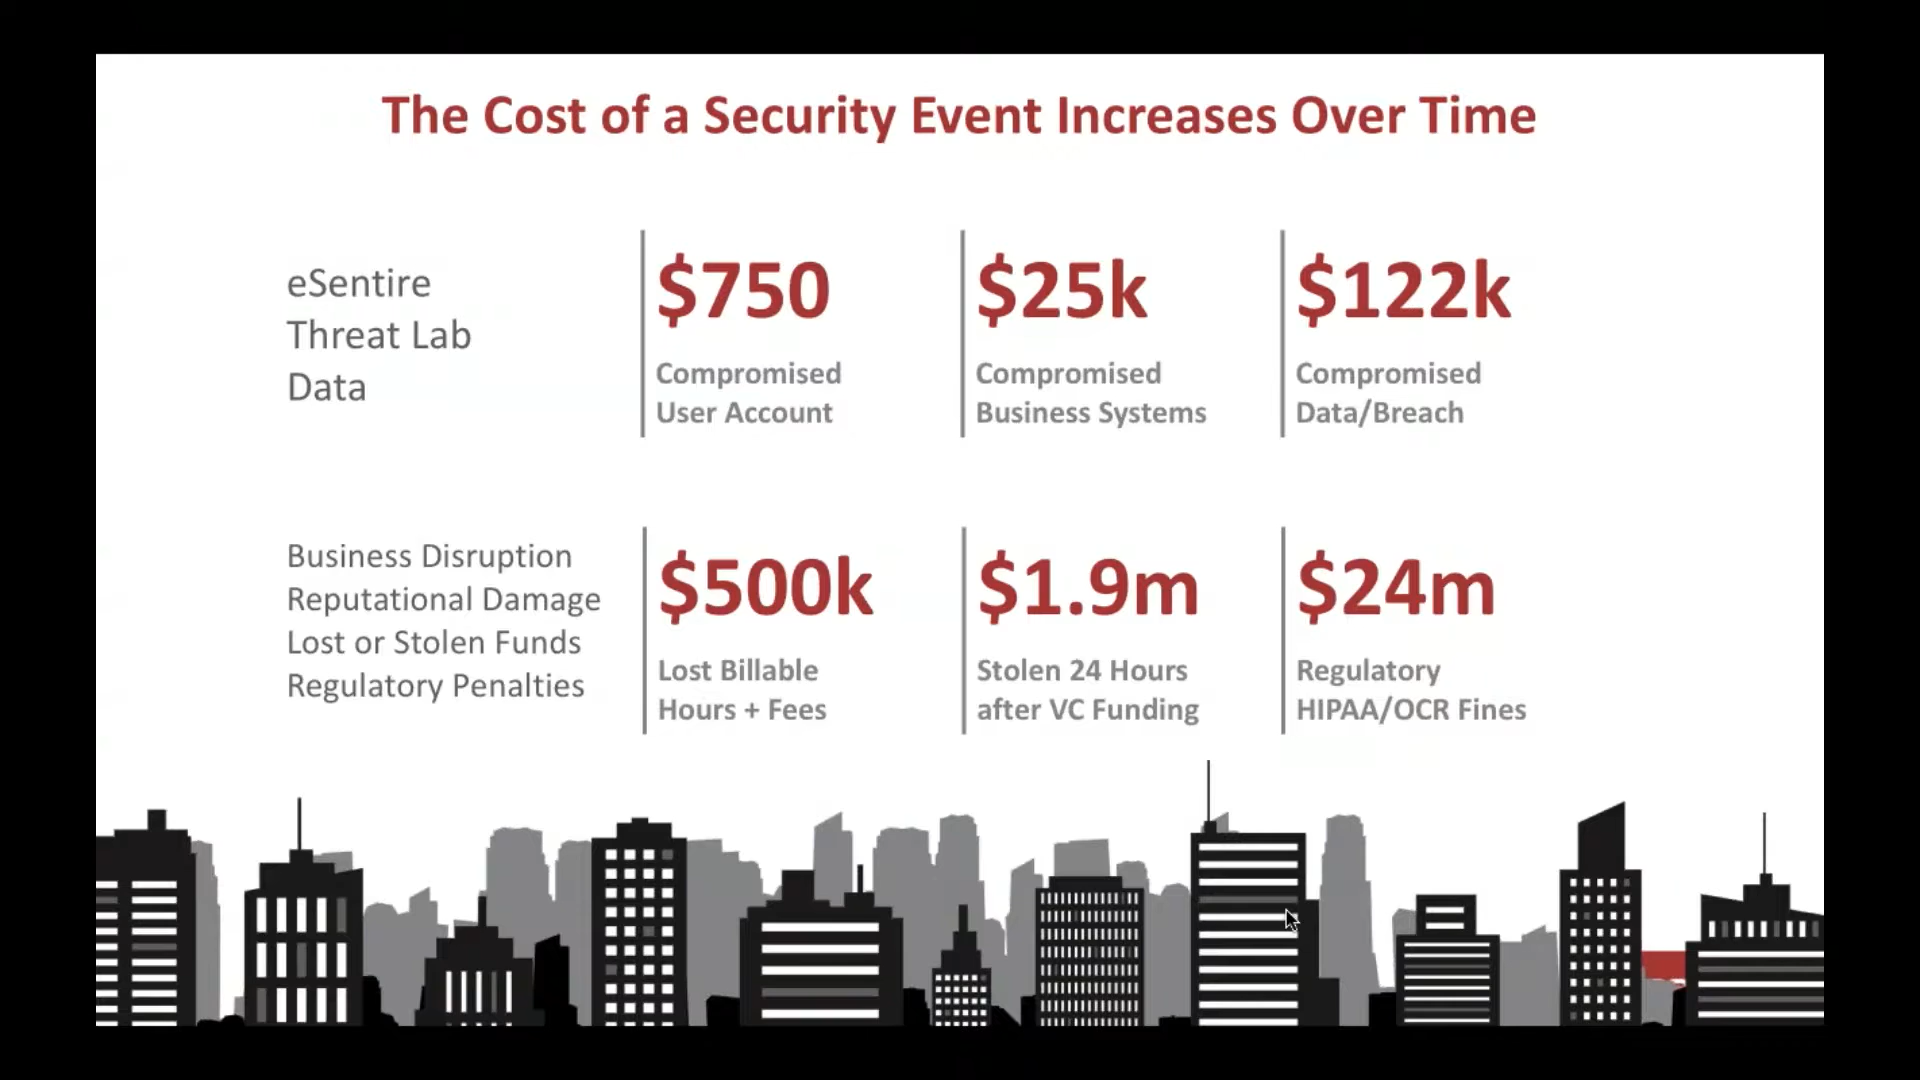 The Cost of a Security Event Increases Over Time
eSentire
Threat Lab
Data
$750
Compromised
User Account
$25k
Compromised
Business Systems
$122k
Compromised
Data/Breach
Business Disruption
Reputational Damage
Lost or Stolen Funds
Regulatory Penalties
$500k
Lost Billable
Hours + Fees
$1.9m
Stolen 24 Hours
after VC Funding
$24m
Regulatory
HIPAA/OCR Fines